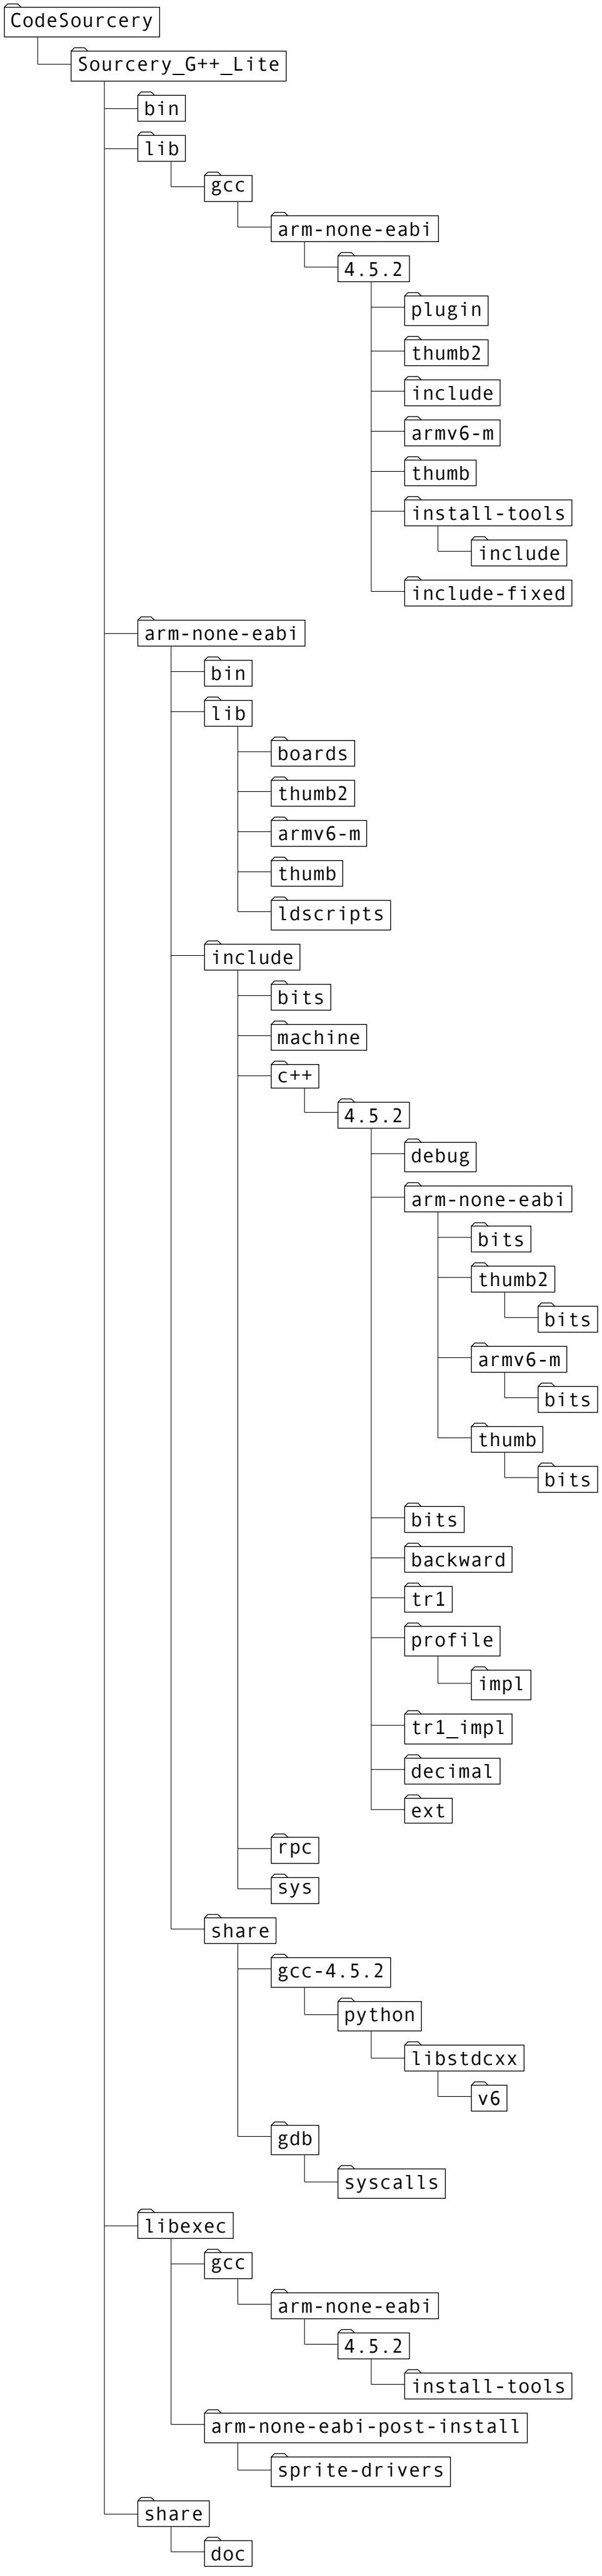 CodeSourcery
Sourcery_G++_Lite
bin
lib
gcc
arm-none-eabi
4.5.2
plugin
thumb2
include
armv6-m
thumb
install-tools
include
include-fixed
arm-none-eabi
bin
lib
boards
thumb2
armv6-m
thumb
ldscripts
include
bits
machine
c++
4.5.2
debug
arm-none-eabi
bits
thumb2
bits
armv6-m
bits
thumb
bits
bits
backward
tr1
profile
impl
tr1_impl
decimal
ext
rpc
sys
share
gcc-4.5.2
python
libstdcxx
v6
gdb
syscalls
libexec
gcc
arm-none-eabi
4.5.2
install-tools
arm-none-eabi-post-install
sprite-drivers
share
doc